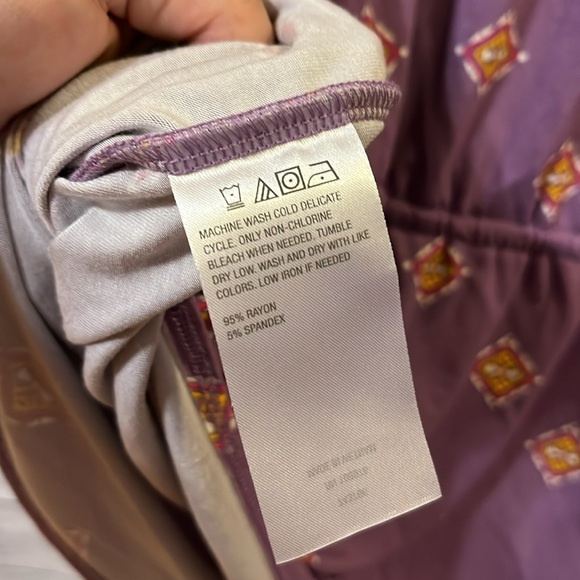 MACHINE WASH COLD DELICATE
CYCLE. ONLY NON-CHLORINE
BLEACH WHEN NEEDED. TUMBLE
DRY LOW. WASH AND DRY WITH LIKE
COLORS. LOW IRON IF NEEDED
95% RAYON
5% SPANDEX